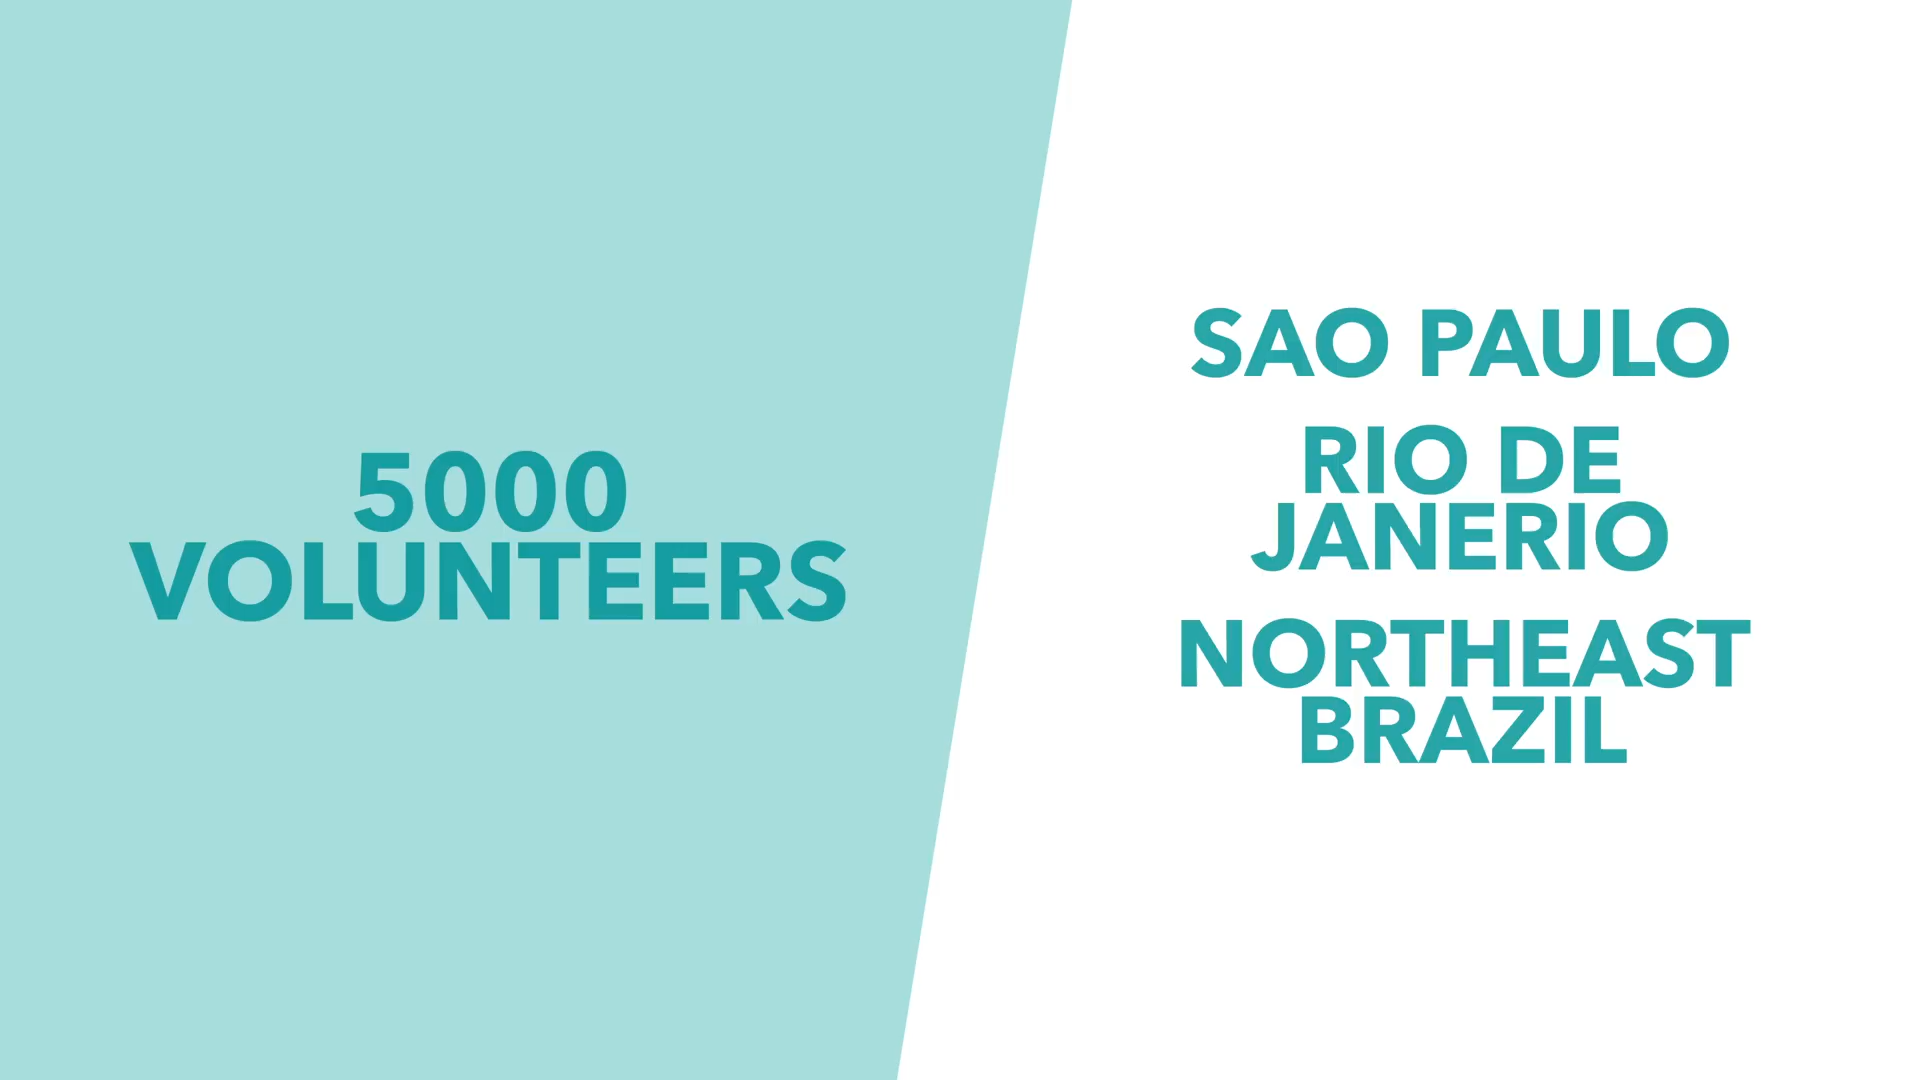 5000
VOLUNTEERS
SAO PAULO
RIO DE
JANERIO
NORTHEAST
BRAZIL